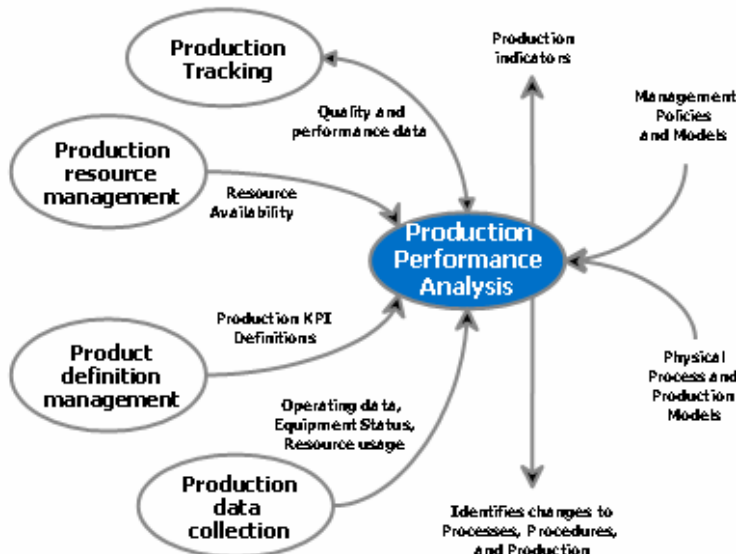 Production
Tracking
Production
indicators
Quality and
performance data
Management
Policies
and Models
Production
resource
management
Resource
Availability
Production
Performance
Analysis
Production KPI
Definitions
Product
definition
management
Physical
Process and
Production
Models
Operating data,
Equipment Status,
Resource usage
Production
data
collection
Identifies changes to
Processes, Procedures,
and Production